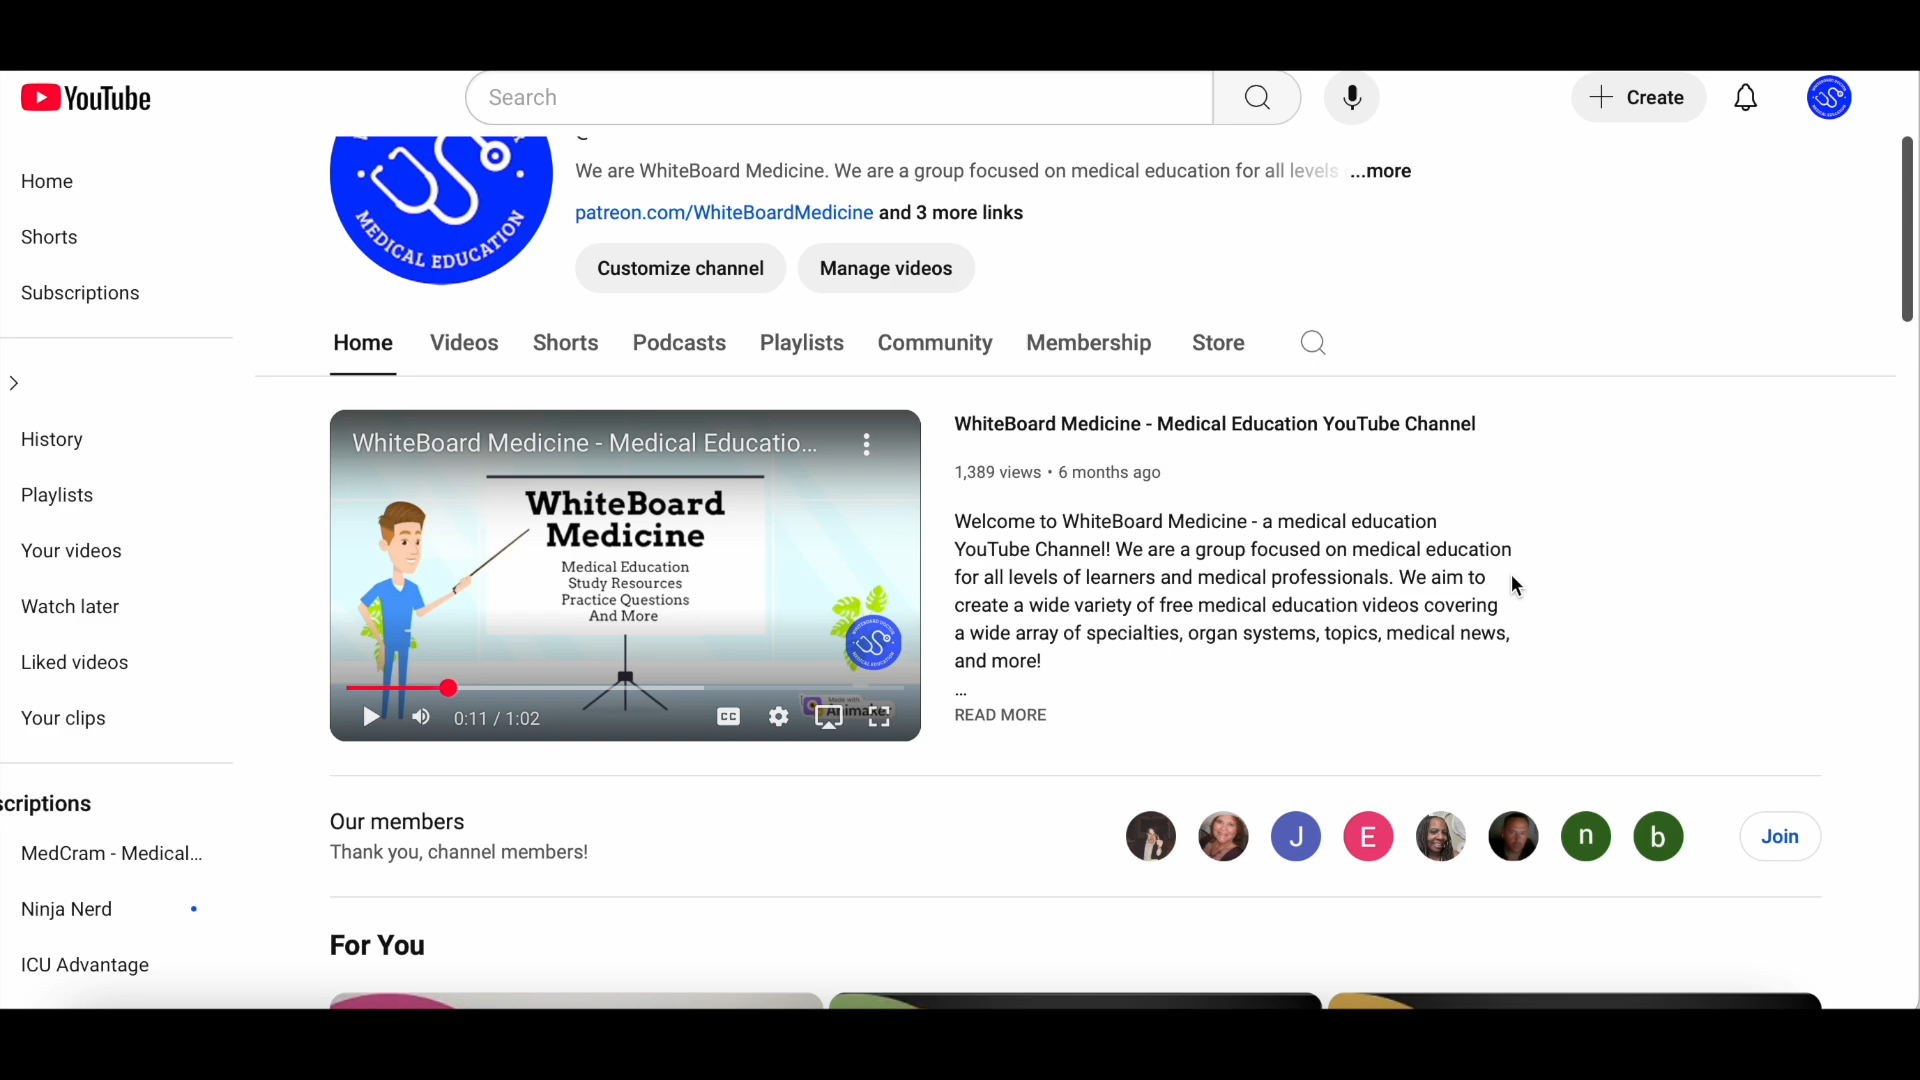 YouTube
Search
Create
Home
Shorts
Subscriptions
History
Playlists
Your videos
Watch later
Liked videos
Your clips
scriptions
MedCram - Medical...
Ninja Nerd
ICU Advantage
MEDICAL EDUCATION
We are WhiteBoard Medicine. We are a group focused on medical education for all levels ...more
patreon.com/WhiteBoardMedicine and 3 more links
Customize channel
Manage videos
Home
Videos
Shorts
Podcasts
Playlists
Community
Membership
Store
WhiteBoard Medicine - Medical Educatio...
WhiteBoard
Medicine
Medical Education
Study Resources
Practice Questions
And More
Made with
Animaker
0:11 / 1:02
CC
WhiteBoard Medicine - Medical Education YouTube Channel
1,389 views • 6 months ago
Welcome to WhiteBoard Medicine - a medical education
YouTube Channel! We are a group focused on medical education
for all levels of learners and medical professionals. We aim to
create a wide variety of free medical education videos covering
a wide array of specialties, organ systems, topics, medical news,
and more!
...
READ MORE
Our members
Thank you, channel members!
J
E
n
b
Join
For You